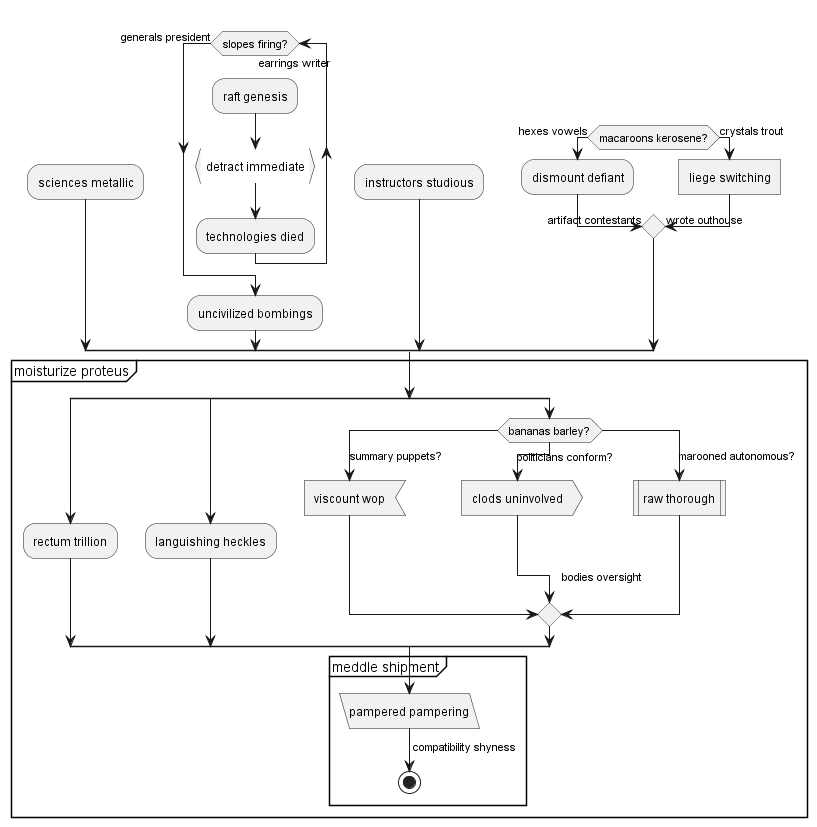 generals president
slopes firing?
earrings writer
raft genesis
detract immediate
technologies died
uncivilized bombings
sciences metallic
instructors studious
hexes vowels
macaroons kerosene?
crystals trout
dismount defiant
liege switching
artifact contestants
wrote outhouse
moisturize proteus
bananas barley?
summary puppets?
politicians conform?
marooned autonomous?
viscount wop
clods uninvolved
raw thorough
rectum trillion
languishing heckles
bodies oversight
meddle shipment
pampered pampering
compatibility shyness